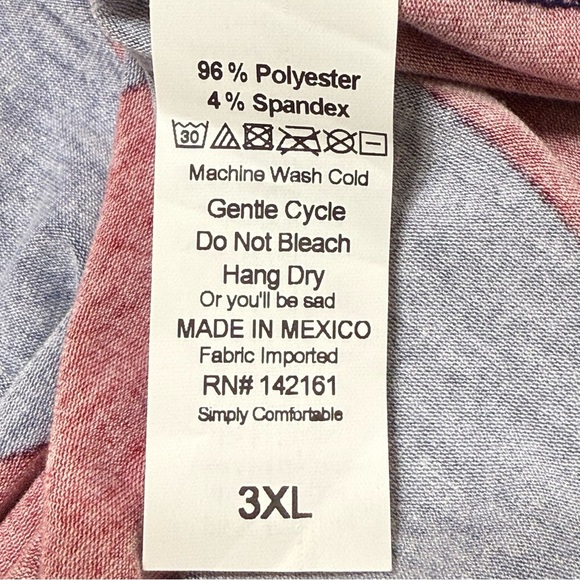 96 % Polyester
4 % Spandex
30
Machine Wash Cold
Gentle Cycle
Do Not Bleach
Hang Dry
Or you'll be sad
MADE IN MEXICO
Fabric Imported
RN# 142161
Simply Comfortable
3XL